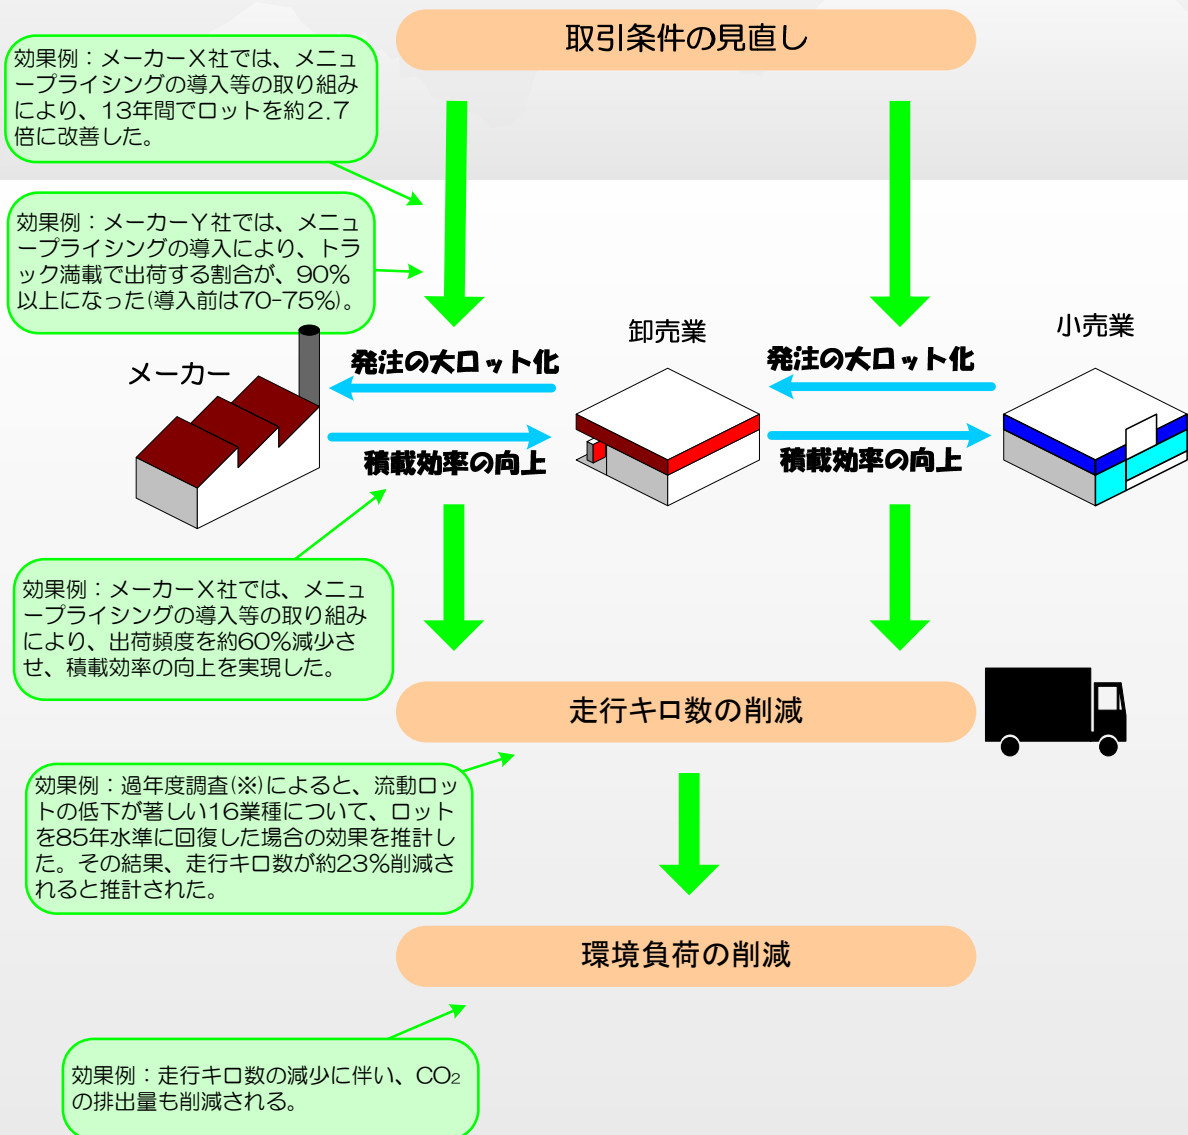 取引条件の見直し
効果例：メーカーX社では、メニュ
ープライシングの導入等の取り組み
により、13年間でロットを約2.7
倍に改善した。
効果例：メーカーY社では、メニュ
ープライシングの導入により、トラ
ック満載で出荷する割合が、90%
以上になった(導入前は70-75%)。
メーカー
卸売業
小売業
発注の大ロット化
発注の大ロット化
積載効率の向上
積載効率の向上
効果例：メーカーX社では、メニュ
ープライシングの導入等の取り組み
により、出荷頻度を約60%減少さ
せ、積載効率の向上を実現した。
走行キロ数の削減
効果例：過年度調査(※)によると、流動ロッ
トの低下が著しい16業種について、ロット
を85年水準に回復した場合の効果を推計し
た。その結果、走行キロ数が約23%削減さ
れると推計された。
環境負荷の削減
効果例：走行キロ数の減少に伴い、CO₂
の排出量も削減される。